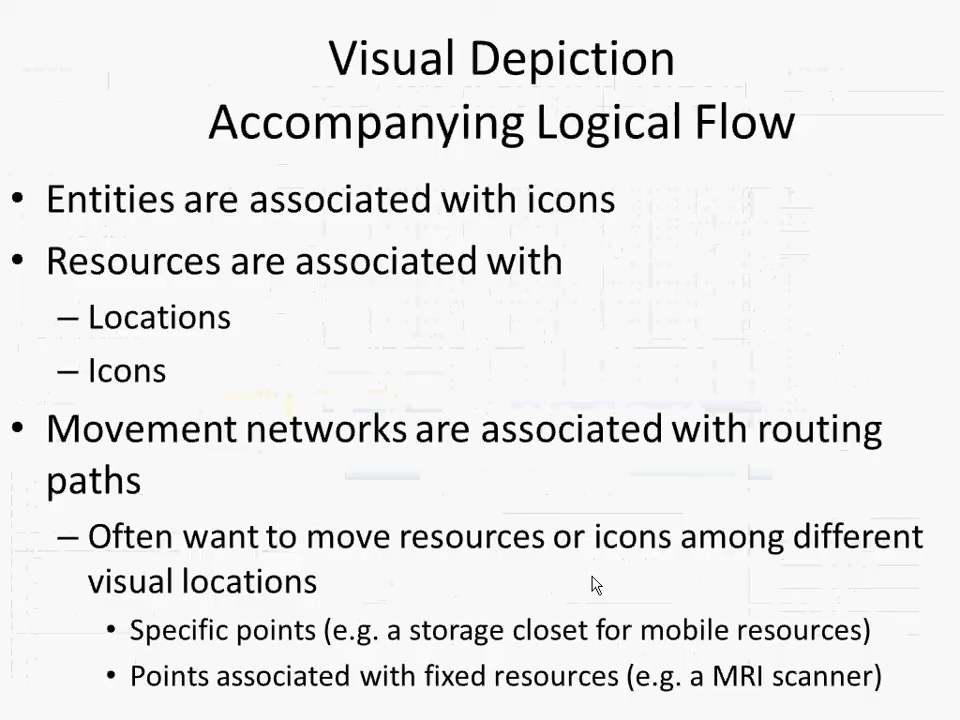 Visual Depiction
Accompanying Logical Flow
• Entities are associated with icons
• Resources are associated with
– Locations
– Icons
• Movement networks are associated with routing
paths
– Often want to move resources or icons among different
visual locations
• Specific points (e.g. a storage closet for mobile resources)
• Points associated with fixed resources (e.g. a MRI scanner)